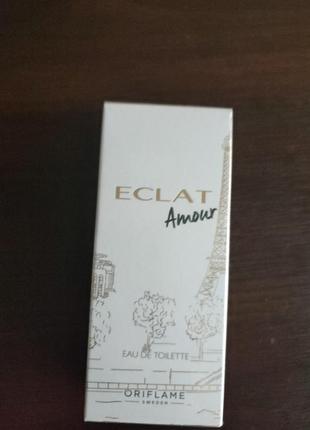 ECLAT
Amour
EAU DE TOILETTE
ORIFLAME
SWEDEN